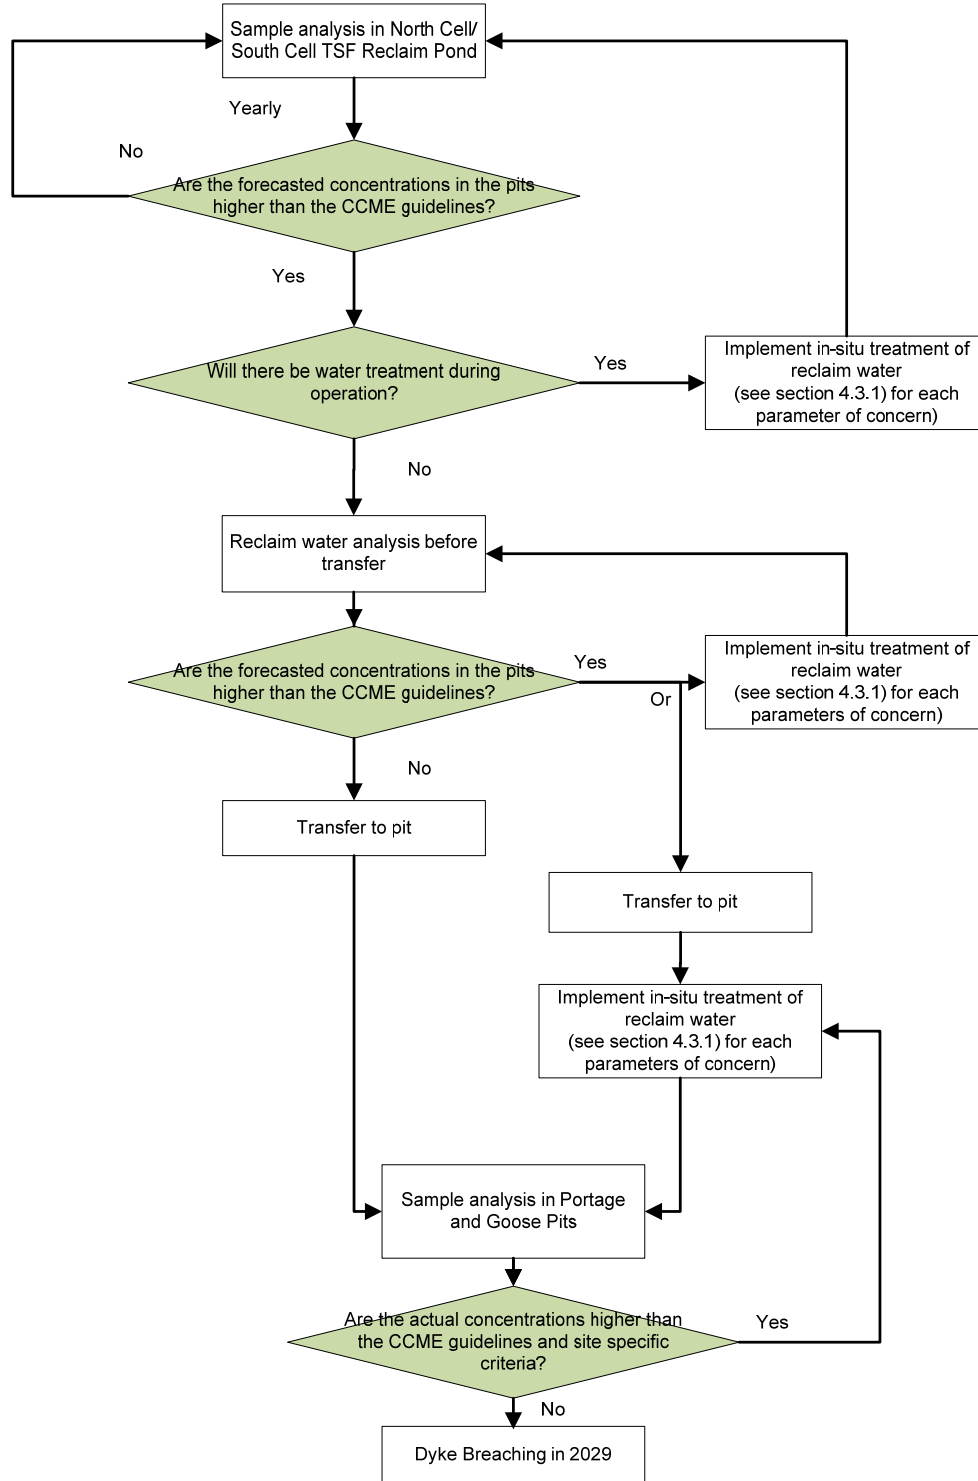 Sample analysis in North Cell/
South Cell TSF Reclaim Pond
Yearly
No
Are the forecasted concentrations in the pits
higher than the CCME guidelines?
Yes
Will there be water treatment during
operation?
Yes
Implement in-situ treatment of
reclaim water
(see section 4.3.1) for each
parameter of concern)
No
Reclaim water analysis before
transfer
Are the forecasted concentrations in the pits
higher than the CCME guidelines?
Yes
Or
Implement in-situ treatment of
reclaim water
(see section 4.3.1) for each
parameters of concern)
No
Transfer to pit
Transfer to pit
Implement in-situ treatment of
reclaim water
(see section 4.3.1) for each
parameters of concern)
Sample analysis in Portage
and Goose Pits
Are the actual concentrations higher than
the CCME guidelines and site specific
criteria?
Yes
No
Dyke Breaching in 2029